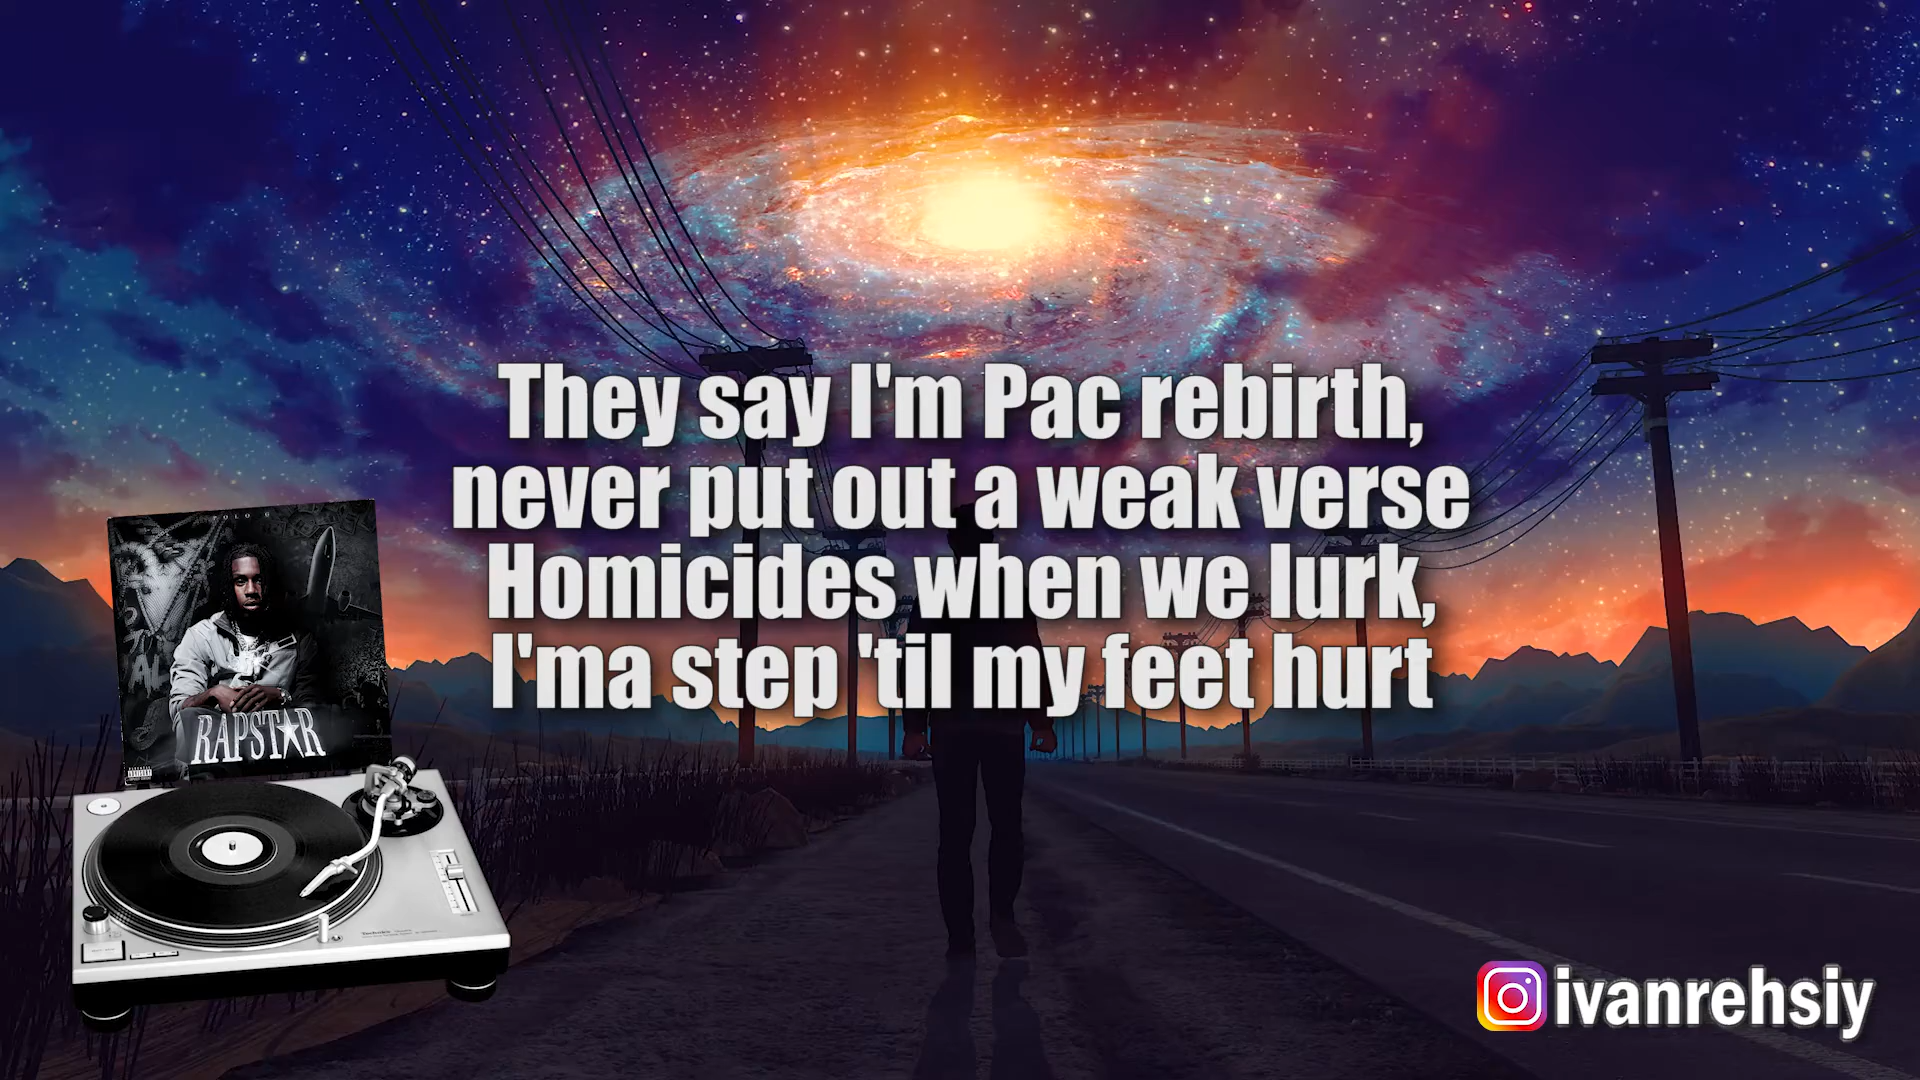 They say I'm Pac rebirth,
never put out a weak verse
Homicides when we lurk,
I'ma step 'til my feet hurt
POLO G
RAPSTAR
ivanrehsiy